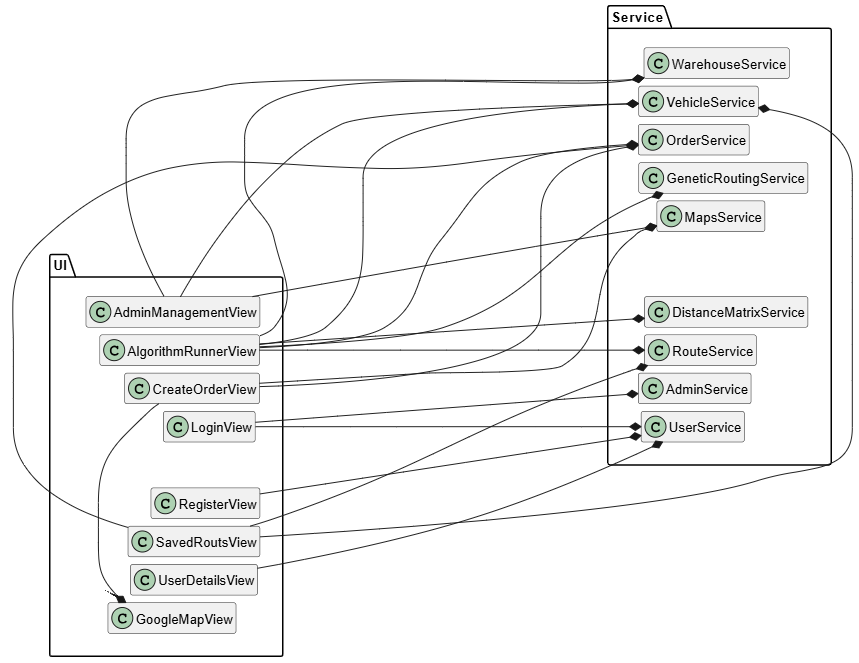 Service
C WarehouseService
C VehicleService
C OrderService
C GeneticRoutingService
C MapsService
UI
C AdminManagementView
C DistanceMatrixService
C AlgorithmRunnerView
C RouteService
C CreateOrderView
C AdminService
C LoginView
C UserService
C RegisterView
C SavedRoutsView
C UserDetailsView
C GoogleMapView